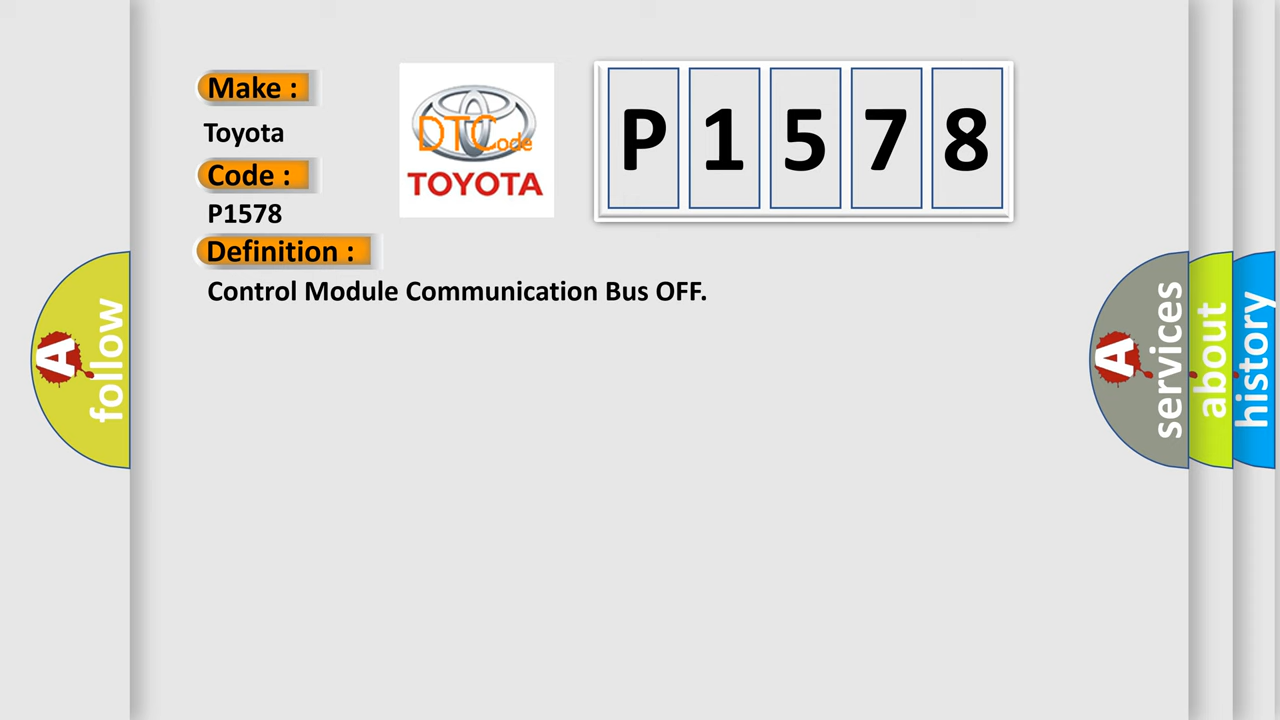 Make :
Toyota
Code :
P1578
Definition :
Control Module Communication Bus OFF.
DTCode
TOYOTA
P 1 5 7 8
A follow
A services
about
history